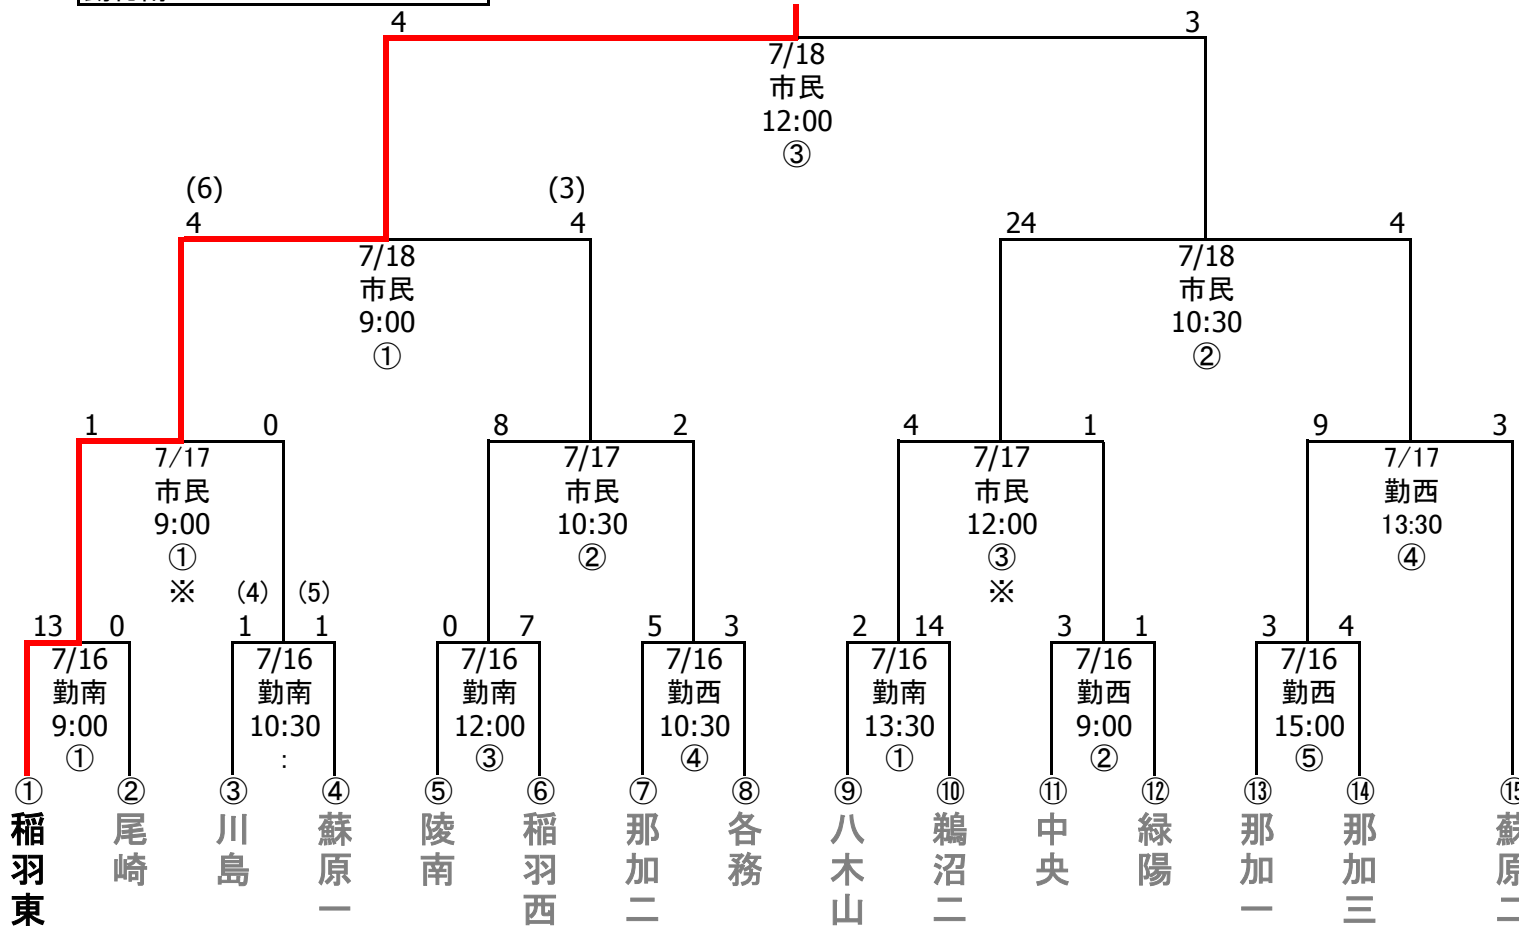 4 3
7/18
市民
12:00
③
(6) (3)
4 4 24 4
7/18 7/18
市民 市民
9:00 10:30
① ②
1 0 8 2 4 1 9 3
7/17 7/17 7/17 7/17
市民 市民 市民 勤西
9:00 10:30 12:00 13:30
① ② ③ ④
※ (4) (5) ※
13 0 1 1 0 7 5 3 2 14 3 1 3 4
7/16 7/16 7/16 7/16 7/16 7/16 7/16
勤南 勤南 勤南 勤西 勤南 勤西 勤西
9:00 10:30 12:00 10:30 13:30 9:00 15:00
① : ③ ④ ① ② ⑤
① ② ③ ④ ⑤ ⑥ ⑦ ⑧ ⑨ ⑩ ⑪ ⑫ ⑬ ⑭ ⑮
稲羽東
尾崎
川島
蘇原一
陵南
稲羽西
那加二
各務
八木山
鵜沼二
中央
緑陽
那加一
那加三
蘇原二